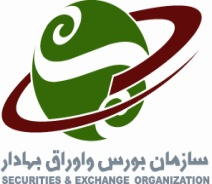 سازمان بورس و اوراق بهادار
SECURITIES & EXCHANGE ORGANIZATION